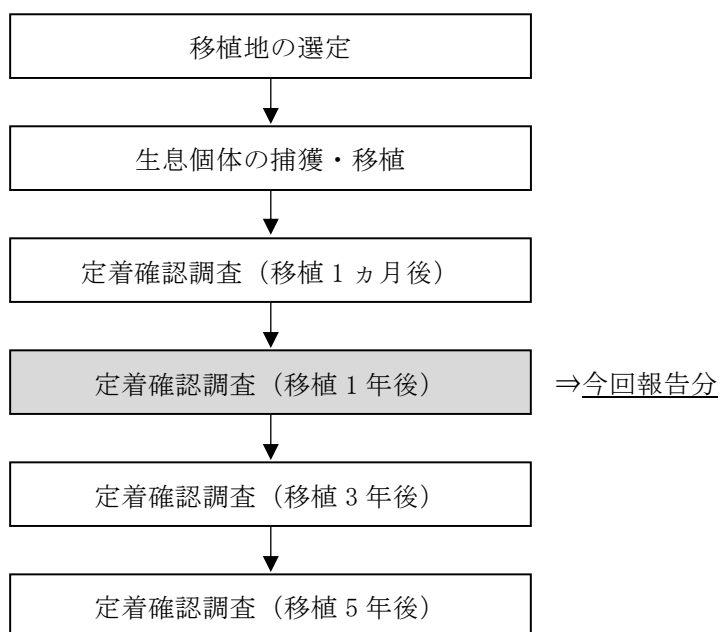 移植地の選定
生息個体の捕獲・移植
定着確認調査（移植 1 ヵ月後）
定着確認調査（移植 1 年後）
⇒今回報告分
定着確認調査（移植 3 年後）
定着確認調査（移植 5 年後）